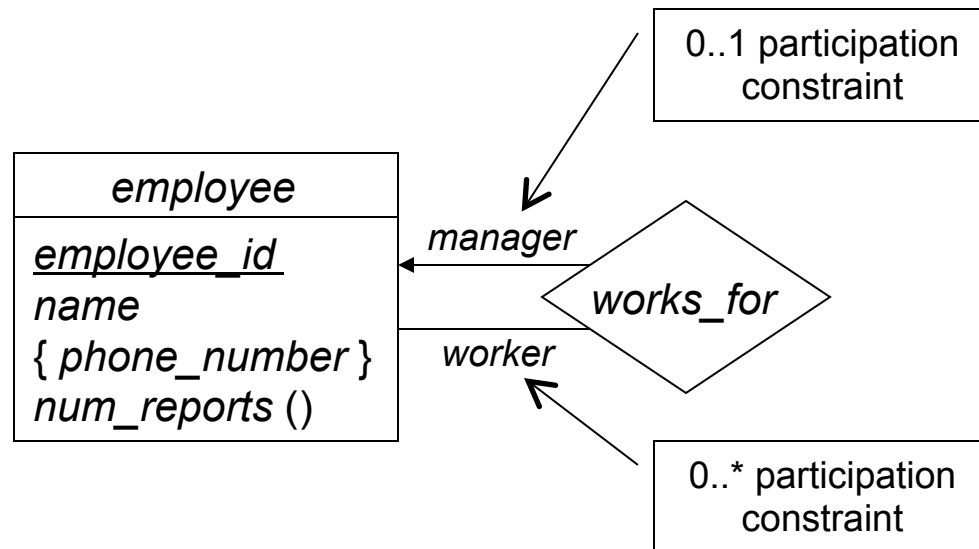 0..1 participation
constraint
employee
employee_id
name
{ phone_number }
num_reports ()
manager
works_for
worker
0..* participation
constraint